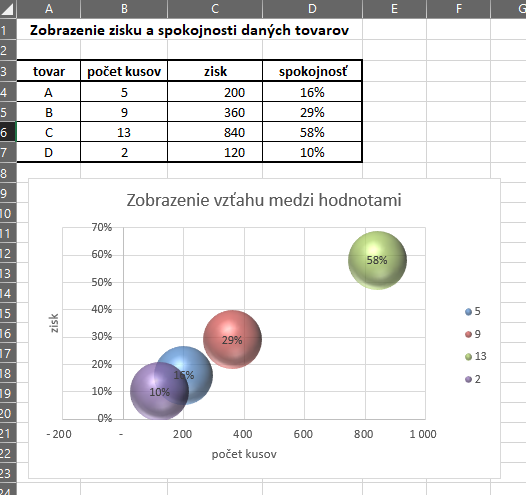 A B C D E F G
1 Zobrazenie zisku a spokojnosti daných tovarov
2
3 tovar počet kusov zisk spokojnosť
4 A 5 200 16%
5 B 9 360 29%
6 C 13 840 58%
7 D 2 120 10%
8
9 Zobrazenie vzťahu medzi hodnotami
10
11 70%
12 60% 58%
13 50%
14 40%
15 5
16 zisk 30% 29% 9
17 20% 13
18 16% 2
19 10% 10%
20 0%
21 - 200 - 200 400 600 800 1 000
22 počet kusov
23
24